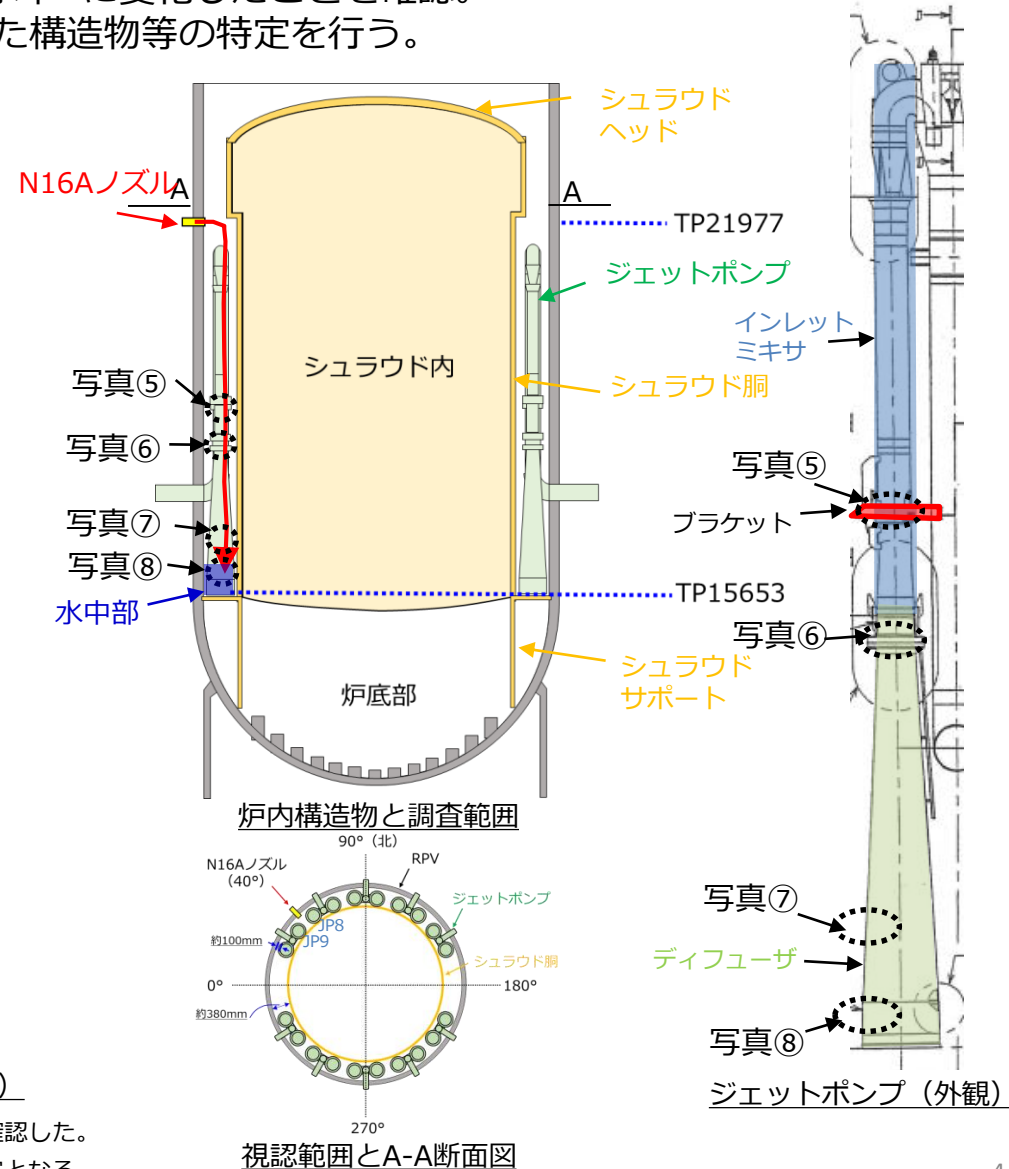 た構造物等の特定を行う。
シュラウド
ヘッド
N16Aノズル
A
A
TP21977
ジェットポンプ
インレット
ミキサ
シュラウド内
シュラウド胴
写真⑤
写真⑥
写真⑤
ブラケット
写真⑦
写真⑧
水中部
TP15653
写真⑥
シュラウド
サポート
炉底部
炉内構造物と調査範囲
90°（北）
N16Aノズル
（40°）
RPV
ジェットポンプ
JP8
JP9
約100mm
シュラウド胴
0°
180°
約380mm
270°
視認範囲とA-A断面図
写真⑦
ディフューザ
写真⑧
ジェットポンプ（外観）
）
確認した。
4